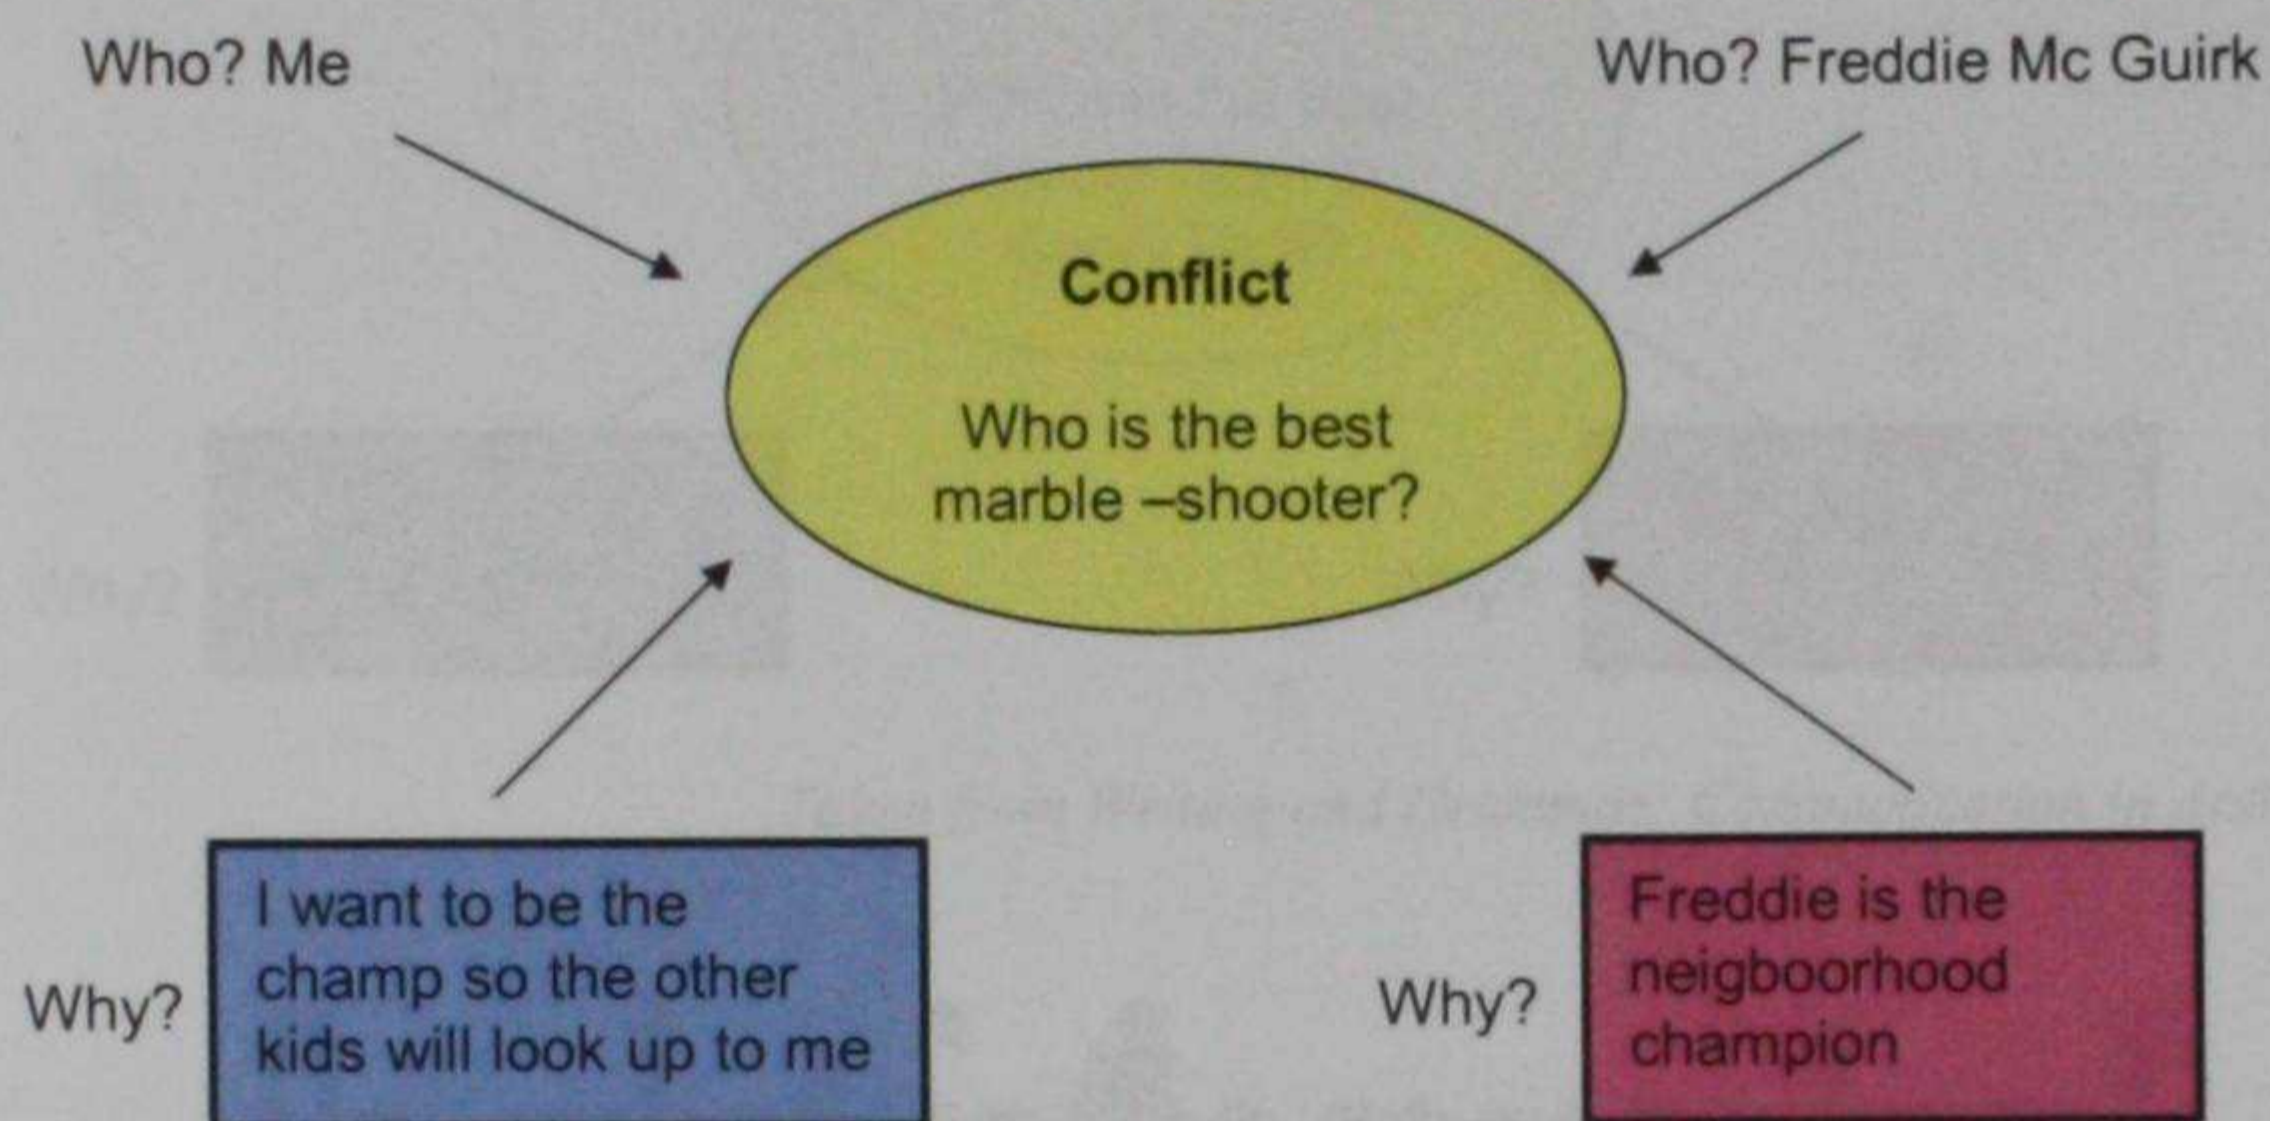 Who? Me
Who? Freddie Mc Guirk
Conflict
Who is the best
marble –shooter?
Why?
I want to be the
champ so the other
kids will look up to me
Why?
Freddie is the
neigboorhood
champion